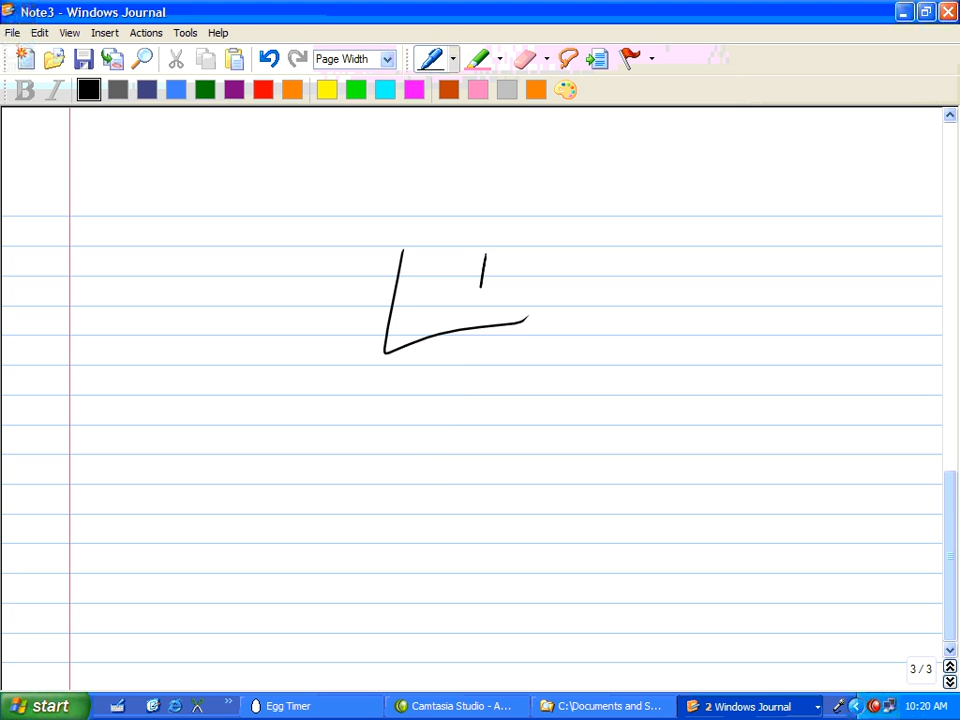 Note3 - Windows Journal
File Edit View Insert Actions Tools Help
Page Width
B I
3 / 3
start Egg Timer Camtasia Studio - A... C:\Documents and S... 2 Windows Journal 10:20 AM